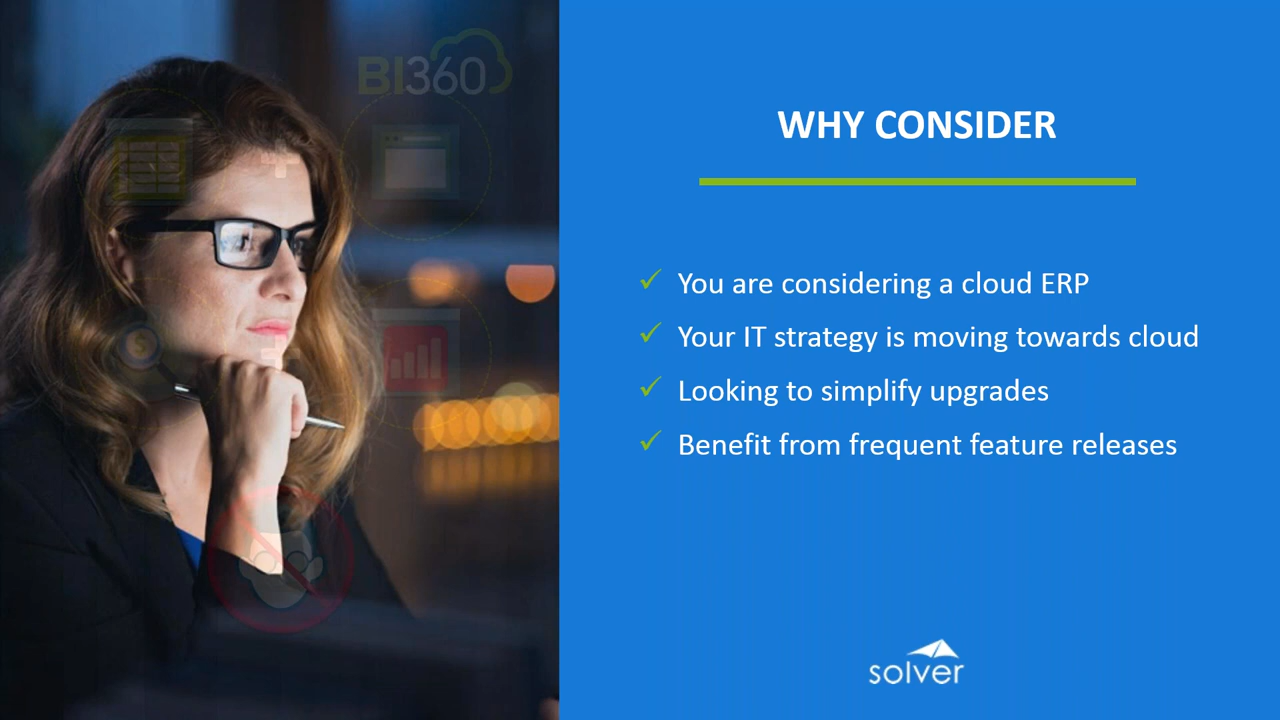 BI360
WHY CONSIDER
✓ You are considering a cloud ERP
✓ Your IT strategy is moving towards cloud
✓ Looking to simplify upgrades
✓ Benefit from frequent feature releases
solver